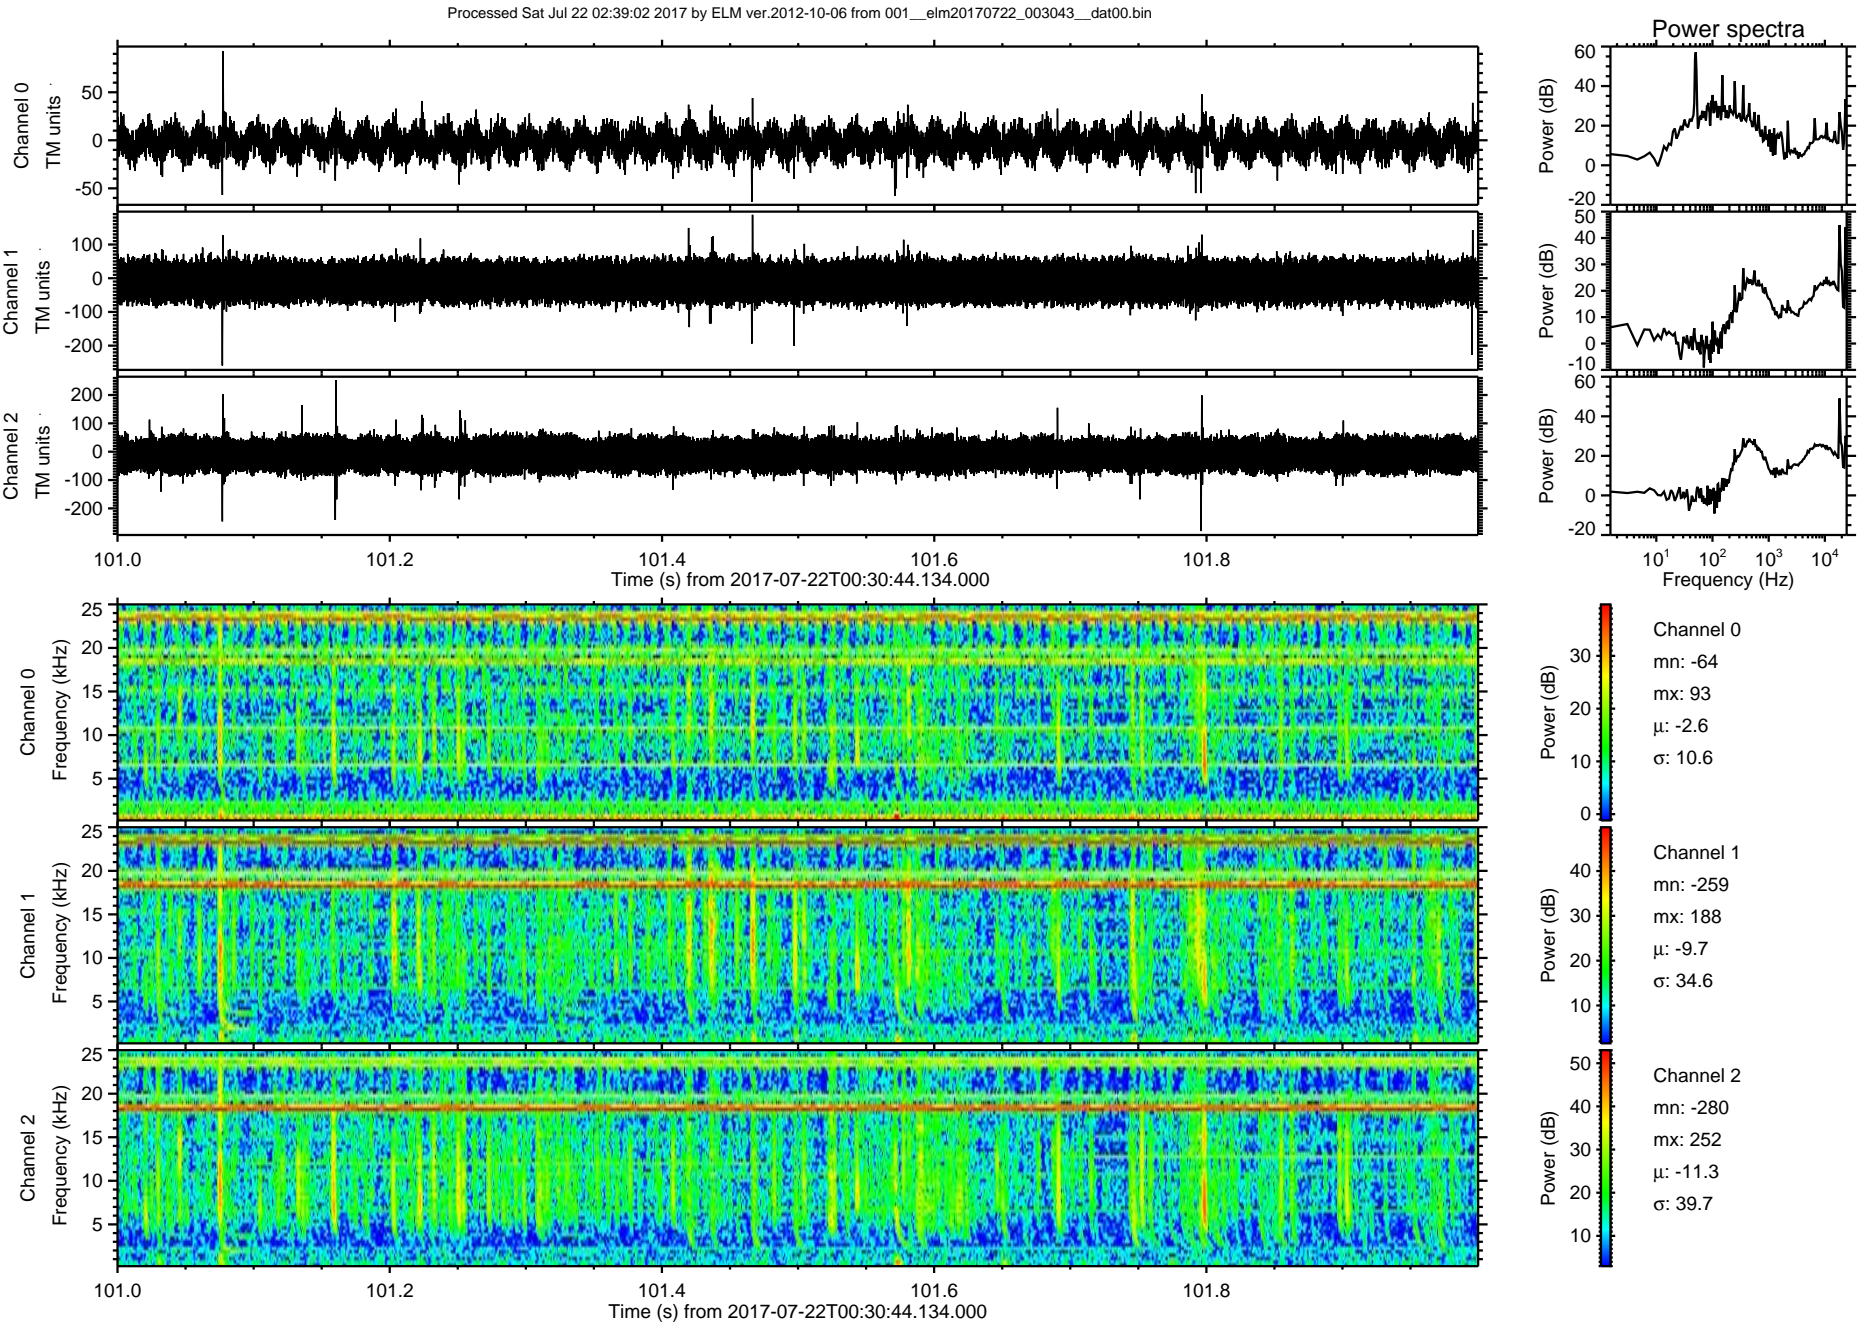 Processed Sat Jul 22 02:39:02 2017 by ELM ver.2012-10-06 from 001__elm20170722_003043__dat00.bin
Power spectra
Channel 0
TM units
50
0
-50
Power (dB)
60
40
20
0
-20
Channel 1
TM units
100
0
-100
-200
Power (dB)
50
40
30
20
10
0
-10
Channel 2
TM units
200
100
0
-100
-200
Power (dB)
60
40
20
0
-20
101.0 101.2 101.4 101.6 101.8
Time (s) from 2017-07-22T00:30:44.134.000
10¹ 10² 10³ 10⁴
Frequency (Hz)
Channel 0
Frequency (kHz)
25
20
15
10
5
Power (dB)
30
20
10
0
Channel 0
mn: -64
mx: 93
μ: -2.6
σ: 10.6
Channel 1
Frequency (kHz)
25
20
15
10
5
Power (dB)
40
30
20
10
Channel 1
mn: -259
mx: 188
μ: -9.7
σ: 34.6
Channel 2
Frequency (kHz)
25
20
15
10
5
Power (dB)
50
40
30
20
10
Channel 2
mn: -280
mx: 252
μ: -11.3
σ: 39.7
101.0 101.2 101.4 101.6 101.8
Time (s) from 2017-07-22T00:30:44.134.000